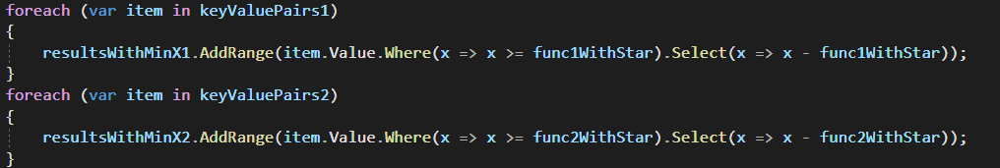 foreach (var item in keyValuePairs1)
{
    resultsWithMinX1.AddRange(item.Value.Where(x => x >= func1WithStar).Select(x => x - func1WithStar));
}
foreach (var item in keyValuePairs2)
{
    resultsWithMinX2.AddRange(item.Value.Where(x => x >= func2WithStar).Select(x => x - func2WithStar));
}